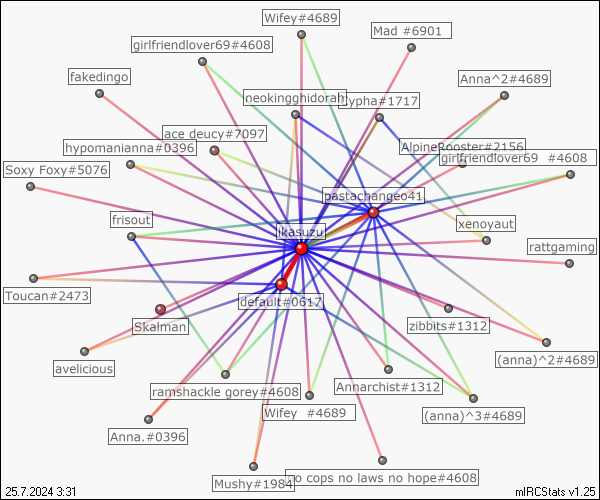 Wifey#4689
Mad #6901
girlfriendlover69#4608
fakedingo
Anna^2#4689
neokingghidorah
Cypha#1717
ace deucy#7097
hypomanianna#0396
AlpineRooster#2156
girlfriendlover69 #4608
Soxy Foxy#5076
pastachangeo41
frisout
ikasuzu
xenoyaut
rattgaming
Toucan#2473
default#0617
Skalman
zibbits#1312
avelicious
(anna)^2#4689
ramshackle gorey#4608
Annarchist#1312
Wifey #4689
(anna)^3#4689
Anna.#0396
Mushy#1984
no cops no laws no hope#4608
25.7.2024 3:31
mIRCStats v1.25